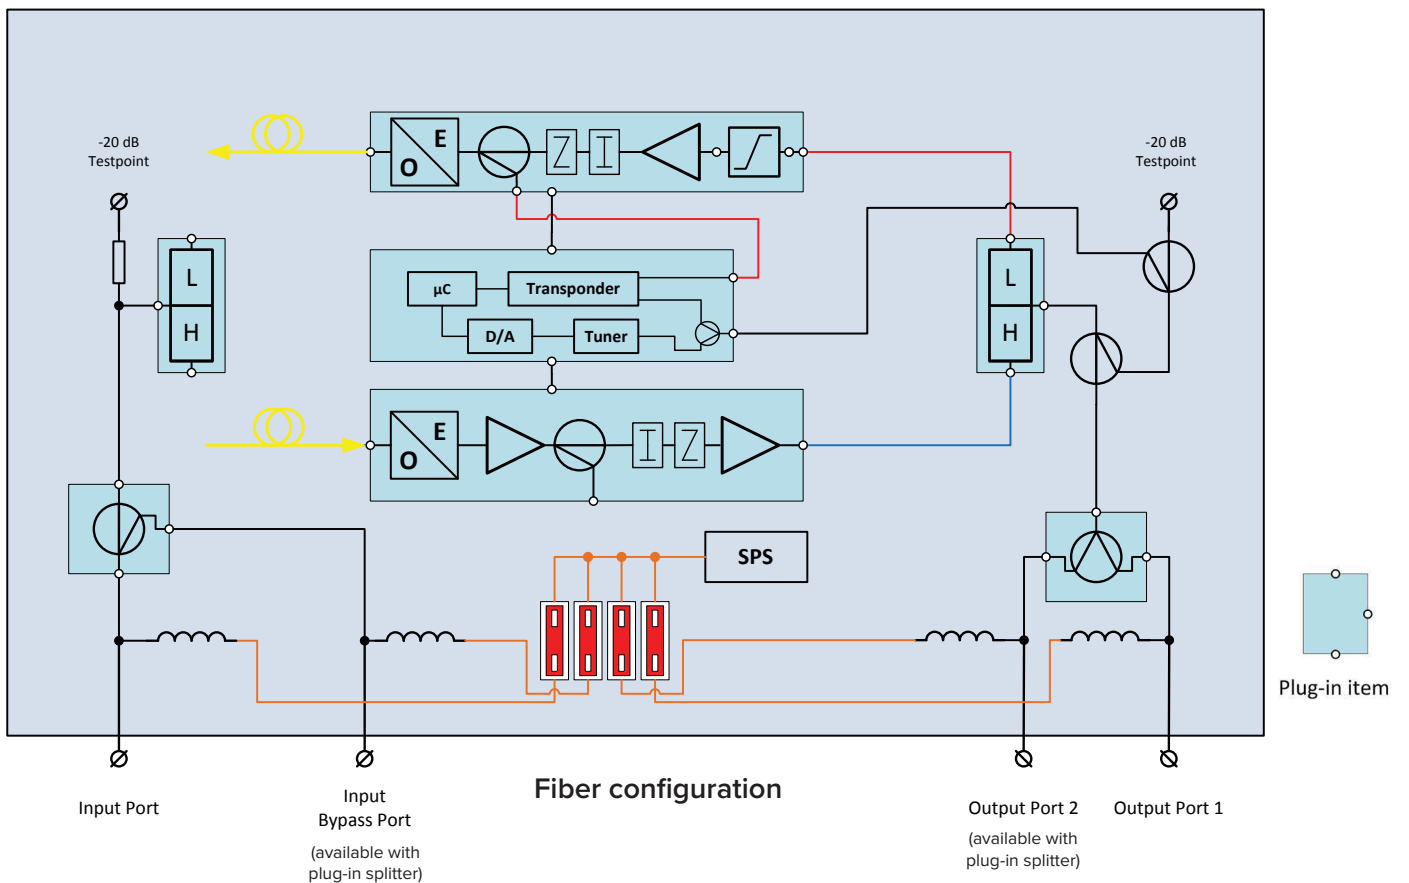 -20 dB
Testpoint
-20 dB
Testpoint
E
O
L
H
µC
Transponder
D/A
Tuner
L
H
E
O
SPS
Plug-in item
Fiber configuration
Input Port
Input
Bypass Port
(available with
plug-in splitter)
Output Port 2
(available with
plug-in splitter)
Output Port 1